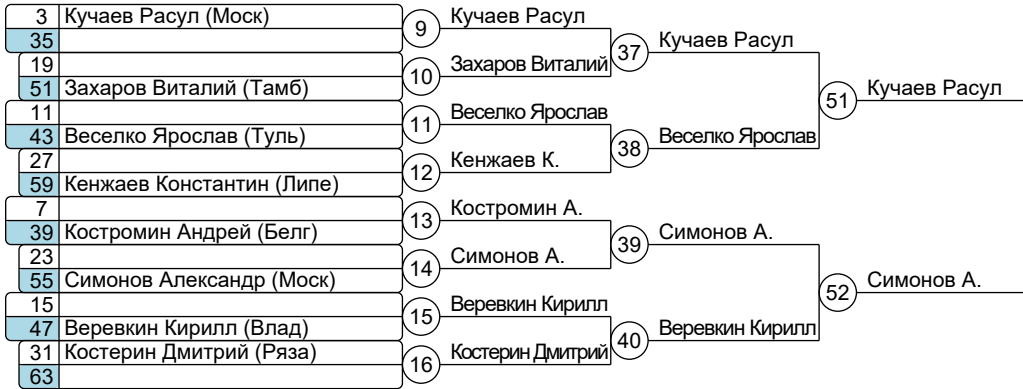 3 Кучаев Расул (Моск)
35
9 Кучаев Расул
19
51 Захаров Виталий (Тамб)
10 Захаров Виталий
37 Кучаев Расул
11
43 Веселко Ярослав (Туль)
11 Веселко Ярослав
27
59 Кенжаев Константин (Липе)
12 Кенжаев К.
38 Веселко Ярослав
51 Кучаев Расул
7
39 Костромин Андрей (Белг)
13 Костромин А.
23
55 Симонов Александр (Моск)
14 Симонов А.
39 Симонов А.
15
47 Веревкин Кирилл (Влад)
15 Веревкин Кирилл
31 Костерин Дмитрий (Ряза)
63
16 Костерин Дмитрий
40 Веревкин Кирилл
52 Симонов А.